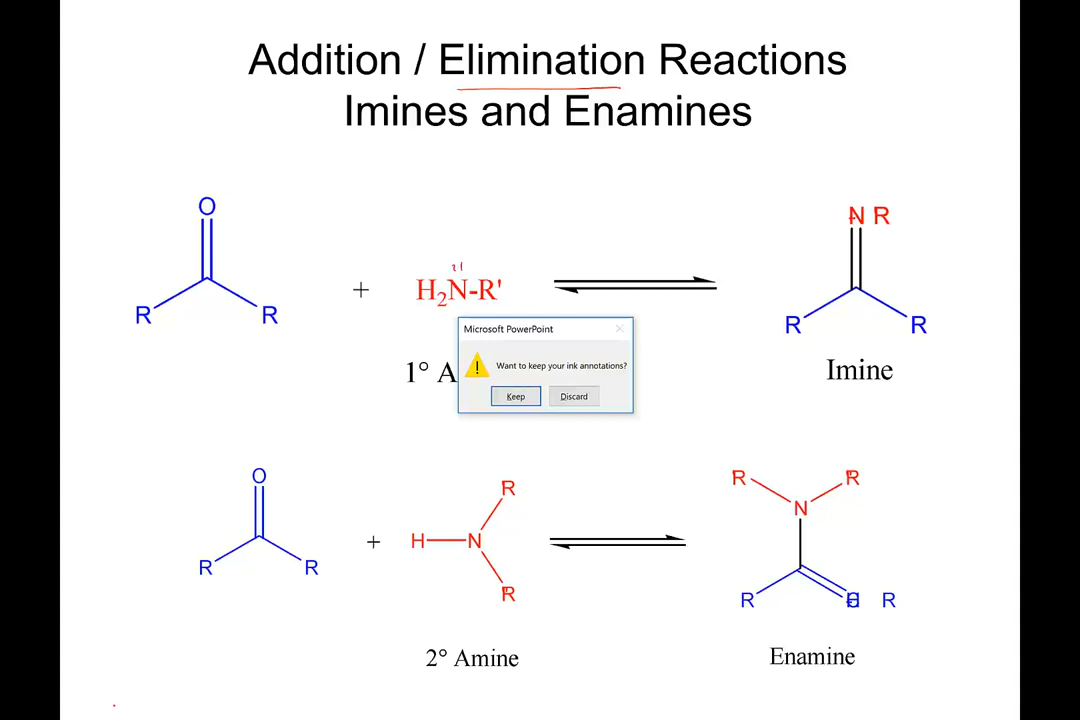 Addition / Elimination Reactions
Imines and Enamines
O
R R
+
H₂N-R'
N R
R R
1° A
Imine
Microsoft PowerPoint
Want to keep your ink annotations?
Keep Discard
O
R R
+
H N
R
R
R R
N
R R
2° Amine
Enamine